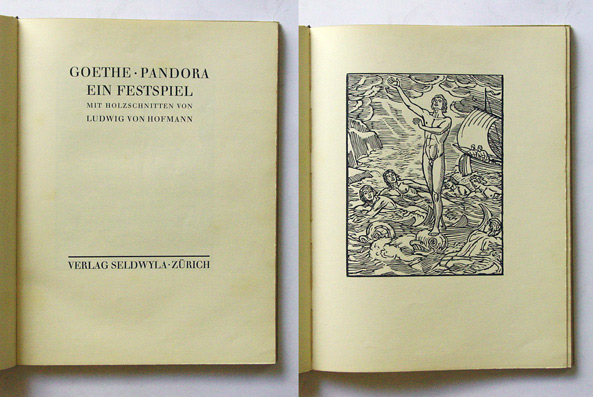 GOETHE · PANDORA
EIN FESTSPIEL
MIT HOLZSCHNITTEN VON
LUDWIG VON HOFMANN
VERLAG SELDWYLA · ZÜRICH